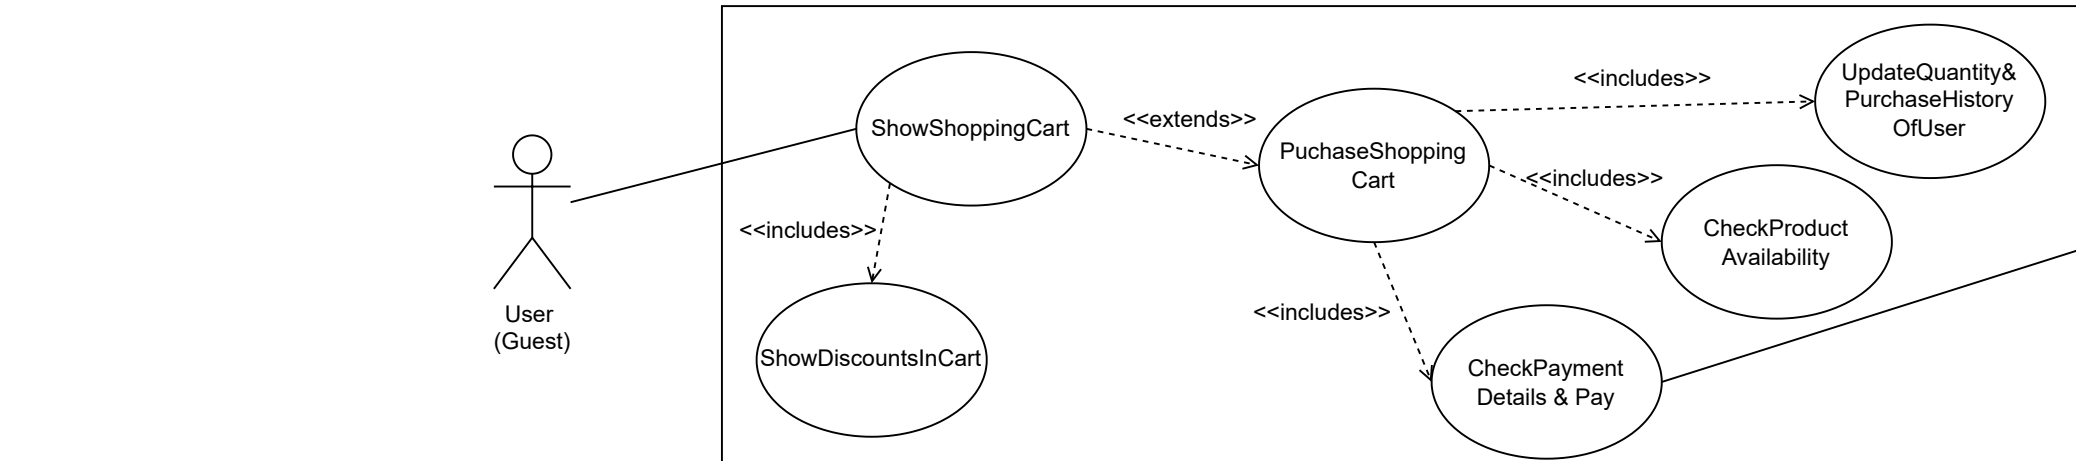 <<includes>>
UpdateQuantity&
PurchaseHistory
OfUser
ShowShoppingCart
<<extends>>
PuchaseShopping
Cart
<<includes>>
CheckProduct
Availability
<<includes>>
User
(Guest)
ShowDiscountsInCart
<<includes>>
CheckPayment
Details & Pay